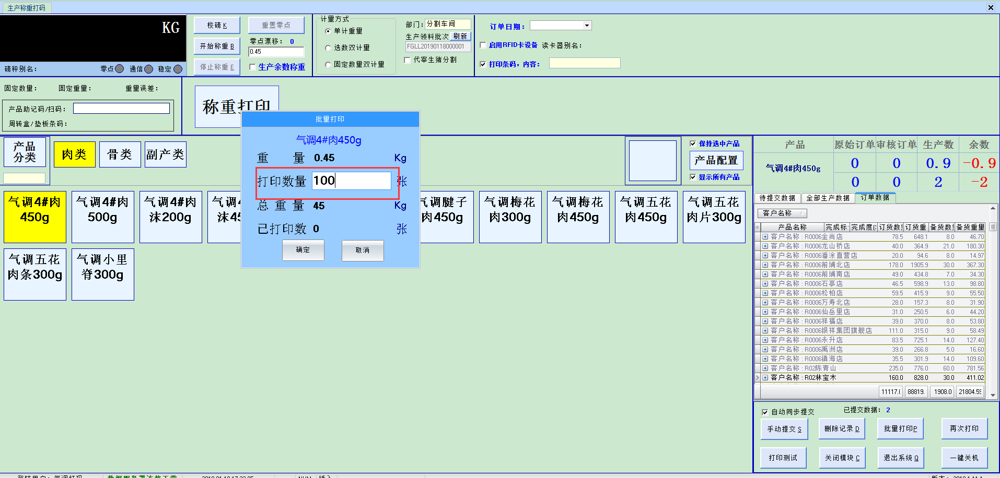 生产称重打码
KG
校磅 K
重置零点
开始称重 B
零点漂移： 0
0.45
停止称重 E
生产余数称重
磅秤别名：
零点
通信
稳定
计量方式
单计重量
选数双计量
固定数量双计量
部门：
分割车间
生产领料批次
刷新
FGLL20190118000001
代宰生猪分割
订单日期：
启用RFID卡设备
读卡器别名：
打印条码，内容：
固定数量：
固定重量：
重量误差：
产品助记码/扫码：
周转盒/垫板条码：
称重打印
产品
分类
肉类
骨类
副产类
保持选中产品
产品配置
显示所有产品
批量打印
气调4#肉450g
重 量 0.45 Kg
打印数量 100 张
总 重 量 45 Kg
已打印数 0 张
确定
取消
气调4#肉
450g
气调4#肉
500g
气调4#肉
沫200g
气调4
沫45
气调腱子
肉450g
气调梅花
肉300g
气调梅花
肉450g
气调五花
肉450g
气调五花
肉片300g
气调五花
肉条300g
气调小里
脊300g
产品 原始订单 审核订单 生产数 余数
气调4#肉450g
0 0 0.9 -0.9
0 0 2 -2
待提交数据 全部生产数据 订单数据
客户名称
产品名称 完成标 完成度( 订货数! 订货重 备货数! 备货重量
客户名称 : R0006金尚店 78.5 648.1 8.0 46.70
客户名称 : R0006龙山桥店 40.0 364.9 21.0 180.30
客户名称 : R0006潘涂直营店 20.0 94.6 8.0 14.97
客户名称 : R0006前埔北店 178.0 1905.9 30.0 367.30
客户名称 : R0006前埔南店 49.0 434.8 7.0 34.30
客户名称 : R0006石亭店 46.5 598.9 13.0 98.80
客户名称 : R0006松柏店 59.5 415.9 9.0 55.50
客户名称 : R0006万寿北店 28.0 157.3 8.0 31.90
客户名称 : R0006仙岳里店 31.0 250.5 6.0 44.20
客户名称 : R0006祥福店 39.0 370.0 8.0 53.80
客户名称 : R0006银祥集团旗舰店 111.0 315.0 9.0 58.49
客户名称 : R0006永升店 83.5 725.1 14.0 127.40
客户名称 : R0006禹洲店 39.0 266.8 5.0 16.60
客户名称 : R0006镇海店 35.5 301.9 14.0 109.60
客户名称 : R02陈青山 235.0 776.0 60.0 781.56
客户名称 : R02林宝木 160.0 828.0 30.0 411.02
11117.( 88819. 1908.0 21804.5
自动同步提交
已提交数据： 2
手动提交 S
删除记录 D
批量打印P
再次打印
打印测试
关闭模块 C
退出系统 Q
一键关机